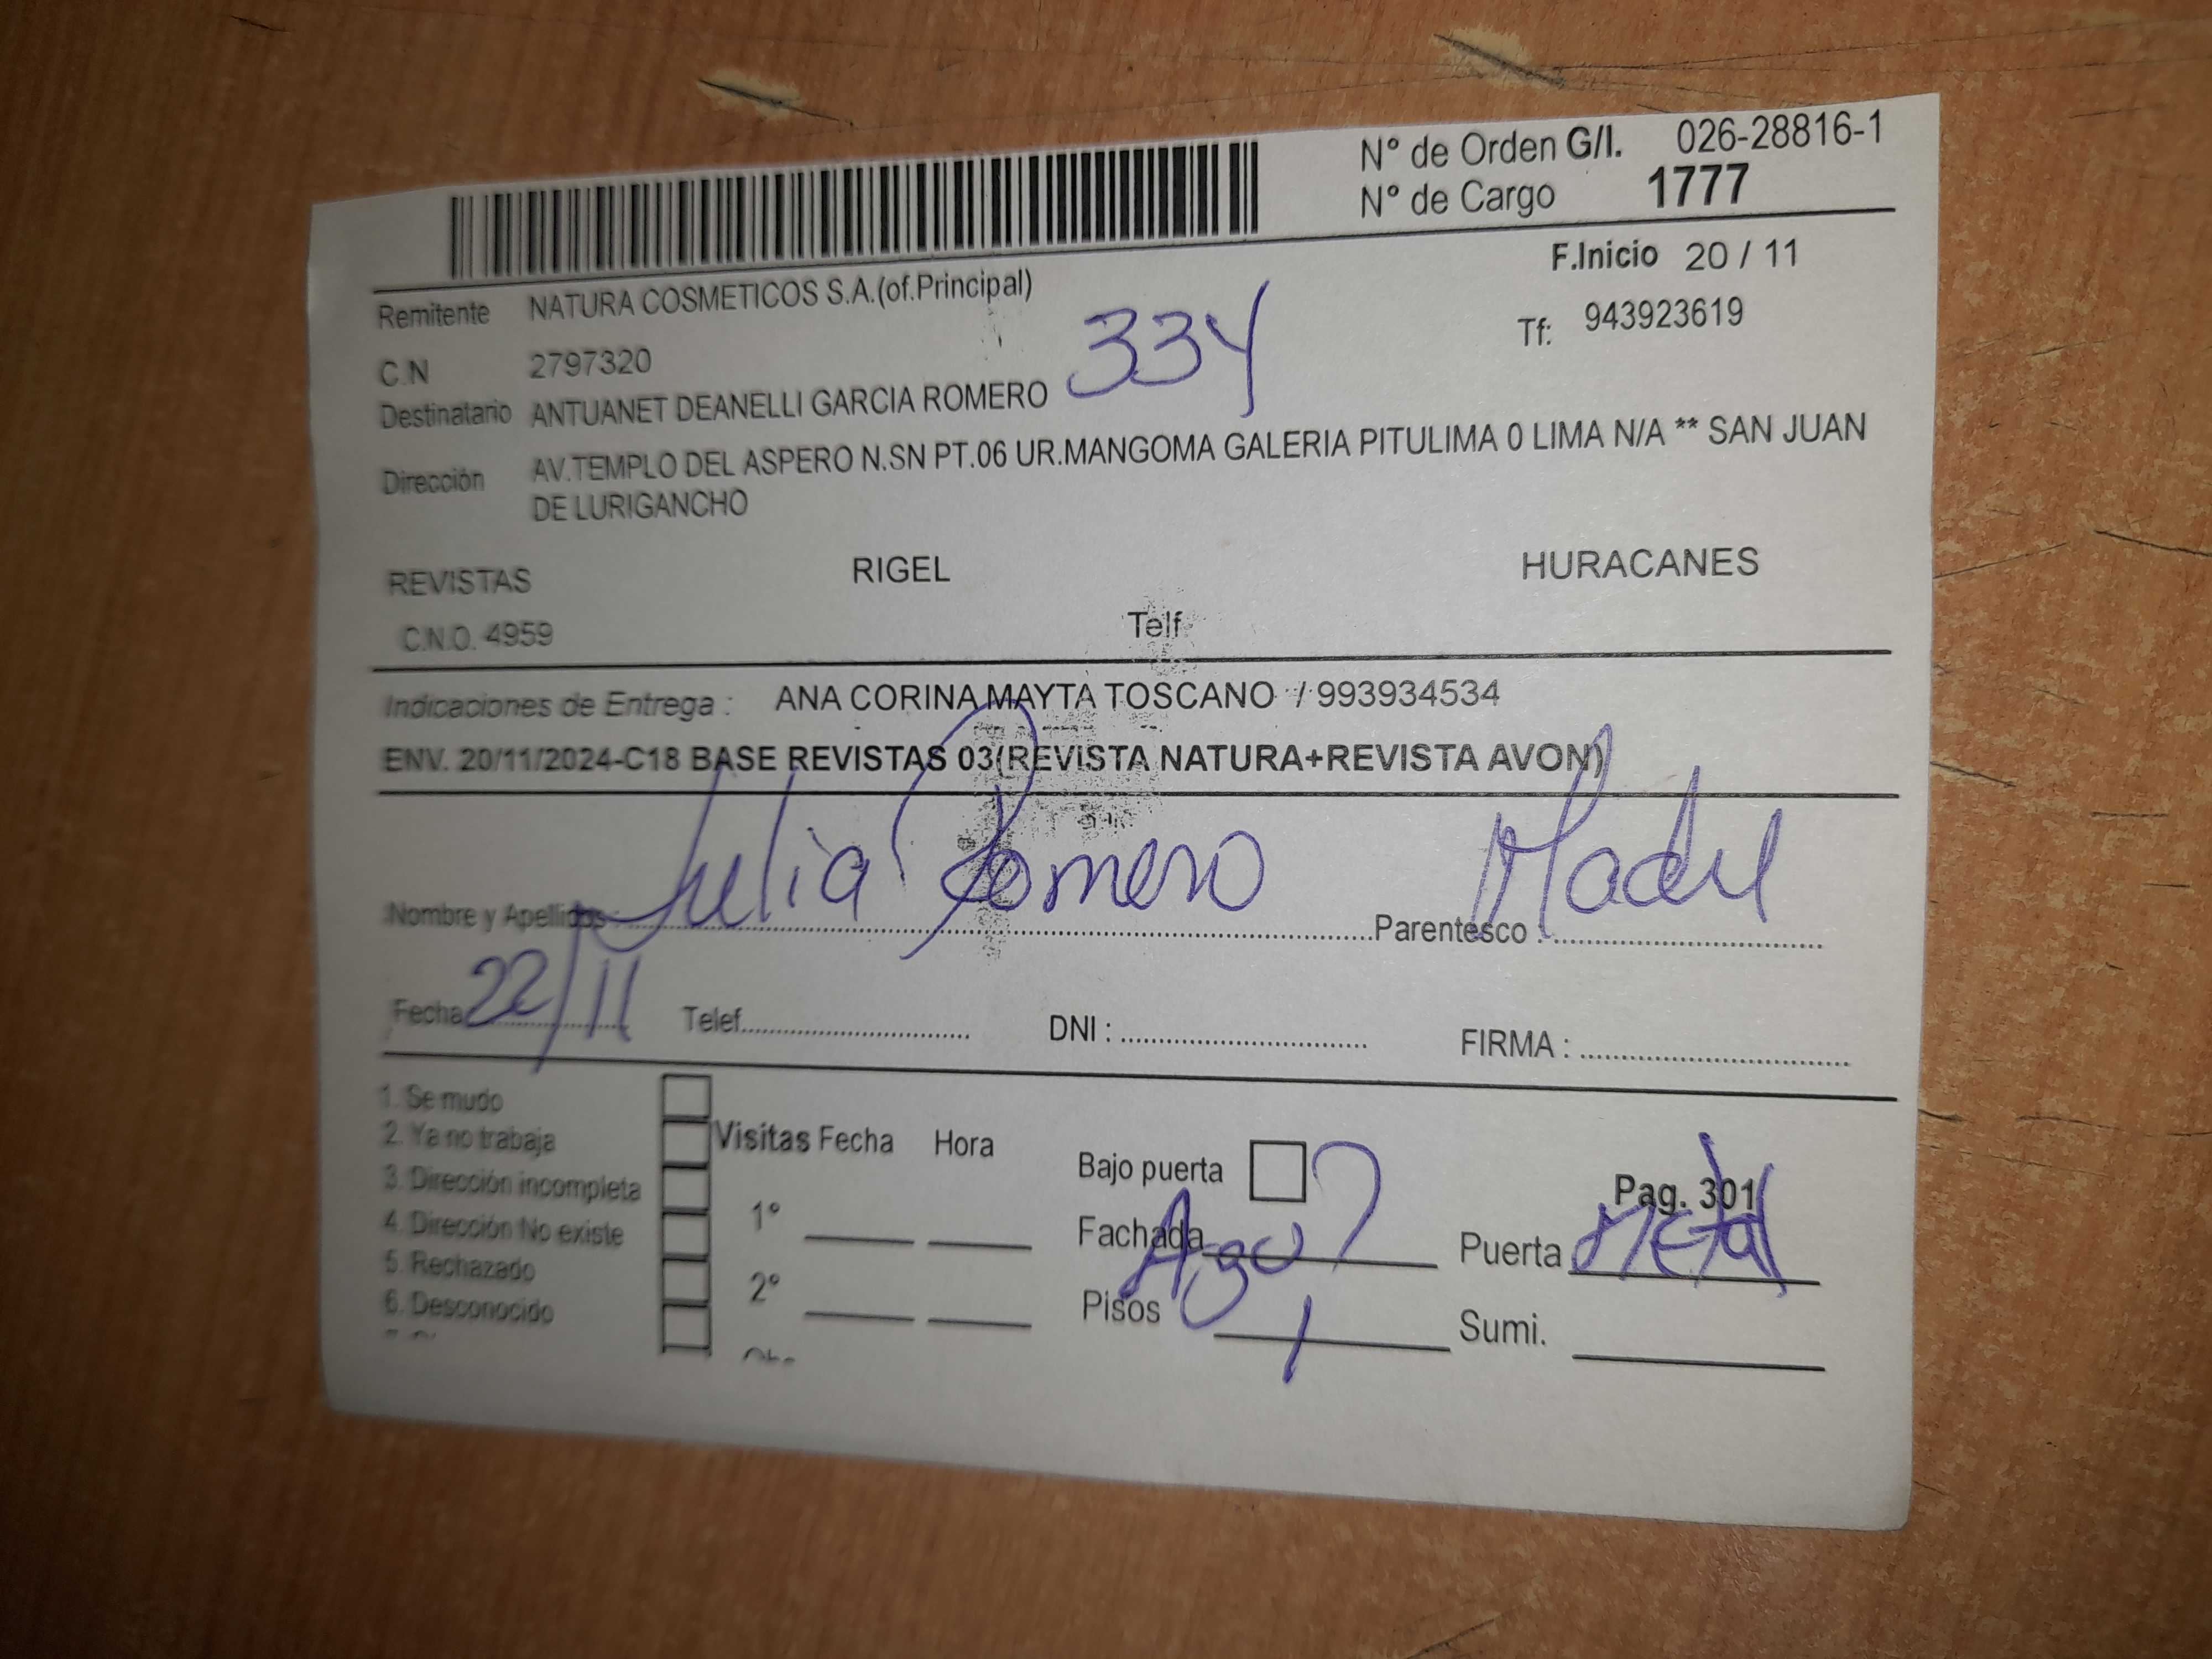 N° de Orden G/I. 026-28816-1
N° de Cargo 1777
F.Inicio 20 / 11
Remitente NATURA COSMETICOS S.A.(of.Principal)
Tf: 943923619
C.N 2797320
334
Destinatario ANTUANET DEANELLI GARCIA ROMERO
Dirección AV.TEMPLO DEL ASPERO N.SN PT.06 UR.MANGOMA GALERIA PITULIMA 0 LIMA N/A ** SAN JUAN
DE LURIGANCHO
REVISTAS RIGEL HURACANES
C.N.O. 4959 Telf.
Indicaciones de Entrega : ANA CORINA MAYTA TOSCANO / 993934534
ENV. 20/11/2024-C18 BASE REVISTAS 03(REVISTA NATURA+REVISTA AVON)
Nombre y Apellidos : Julia Romero Parentesco : Madre
Fecha 22/11 Telef. DNI : FIRMA :
1. Se mudo
2. Ya no trabaja
3. Dirección incompleta
4. Dirección No existe
5. Rechazado
6. Desconocido
Visitas Fecha Hora
1°
2°
Bajo puerta
Pag. 301
Fachada Azul Puerta Metal
Pisos 1 Sumi.